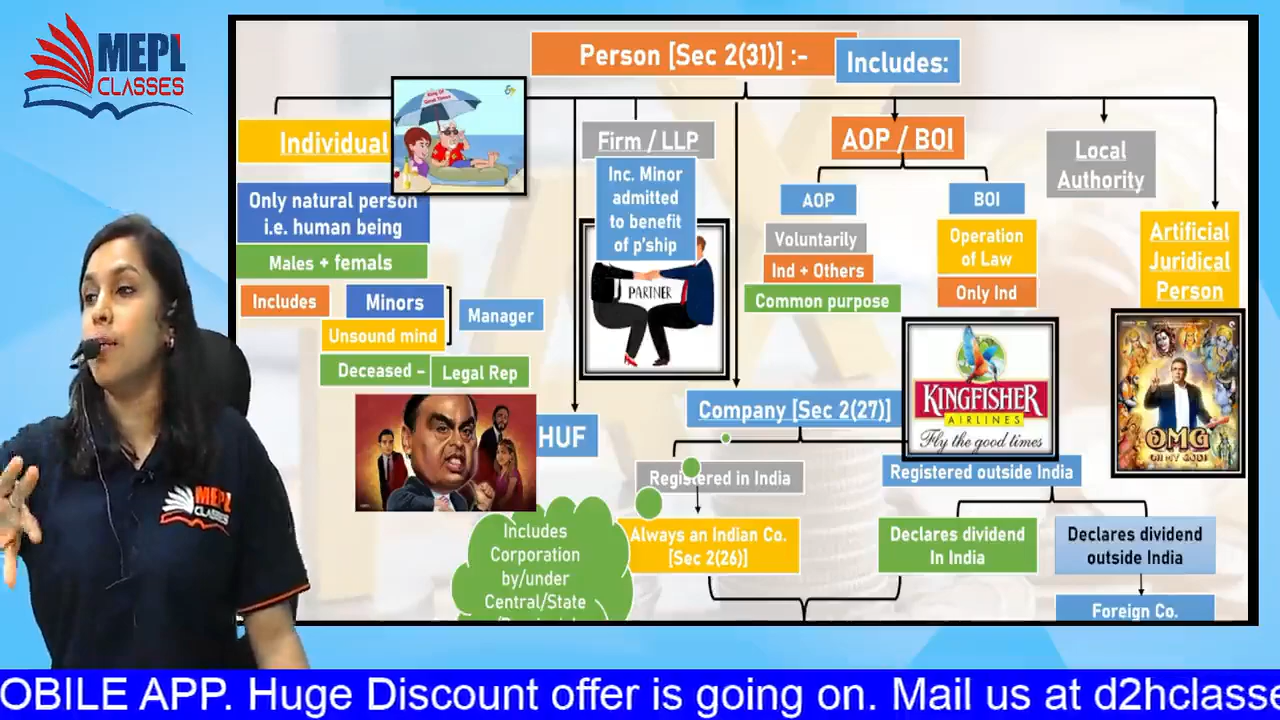 MEPL
CLASSES
Person [Sec 2(31)] :-
Includes:
Individual
Only natural person
i.e. human being
Males + femals
Includes
Minors
Unsound mind
Manager
Deceased –
Legal Rep
HUF
Firm / LLP
Inc. Minor
admitted
to benefit
of p'ship
PARTNER
AOP / BOI
AOP
Voluntarily
Ind + Others
Common purpose
BOI
Operation
of Law
Only Ind
Local
Authority
Artificial
Juridical
Person
OMG
OH MY GOD!
KINGFISHER
AIRLINES
Fly the good times
Company [Sec 2(27)]
Registered in India
Always an Indian Co.
[Sec 2(26)]
Includes
Corporation
by/under
Central/State
Registered outside India
Declares dividend
In India
Declares dividend
outside India
Foreign Co.
MEPL
CLASSES
OBILE APP. Huge Discount offer is going on. Mail us at d2hclasse